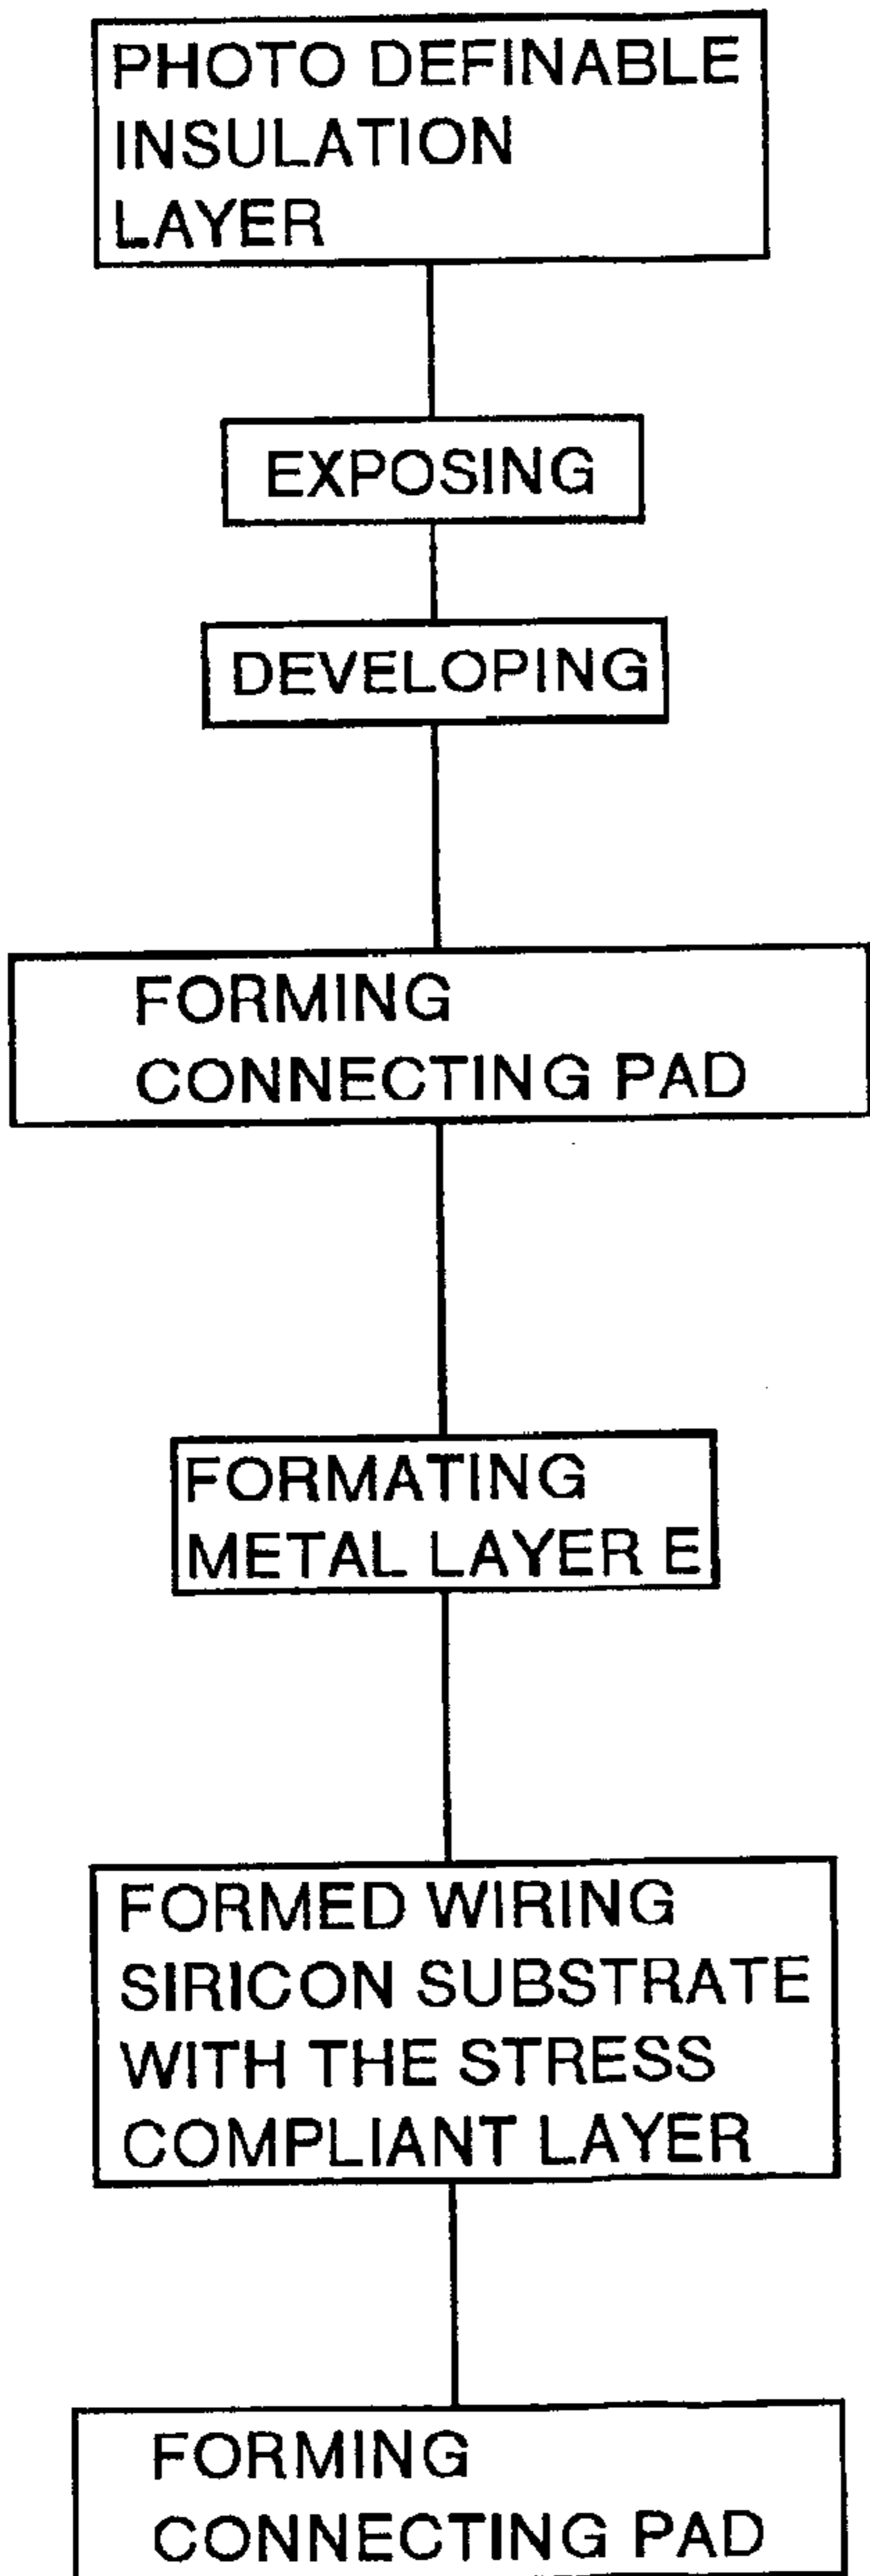 PHOTO DEFINABLE
INSULATION
LAYER
EXPOSING
DEVELOPING
FORMING
CONNECTING PAD
FORMATING
METAL LAYER E
FORMED WIRING
SIRICON SUBSTRATE
WITH THE STRESS
COMPLIANT LAYER
FORMING
CONNECTING PAD